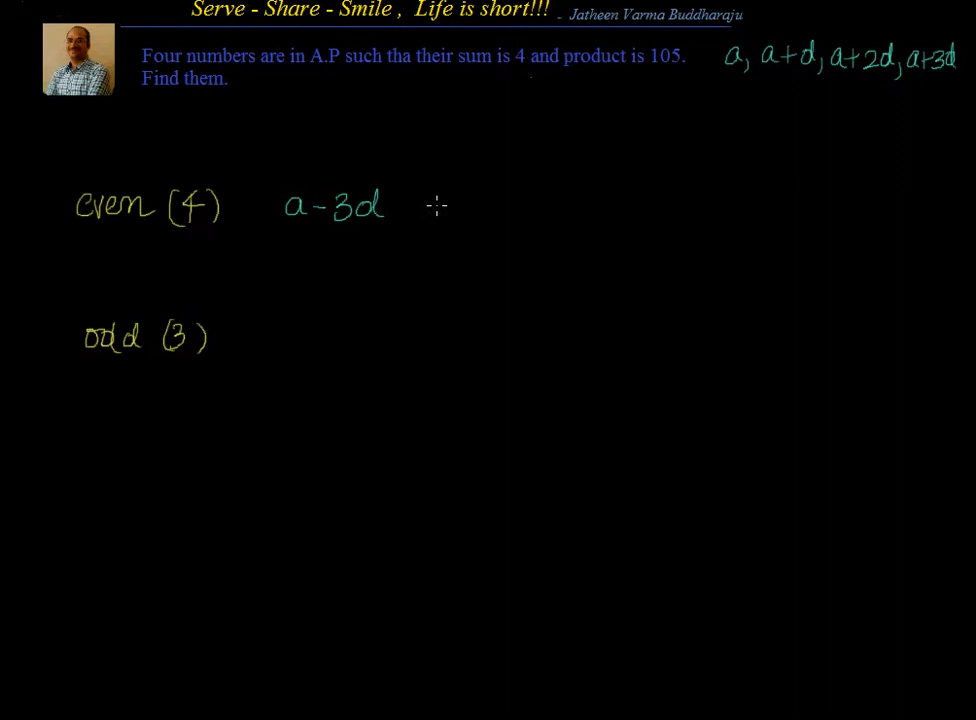 Serve - Share - Smile , Life is short!!! - Jatheen Varma Buddharaju
Four numbers are in A.P such tha their sum is 4 and product is 105.
Find them.
a, a+d, a+2d, a+3d
even (4) a-3d
odd (3)